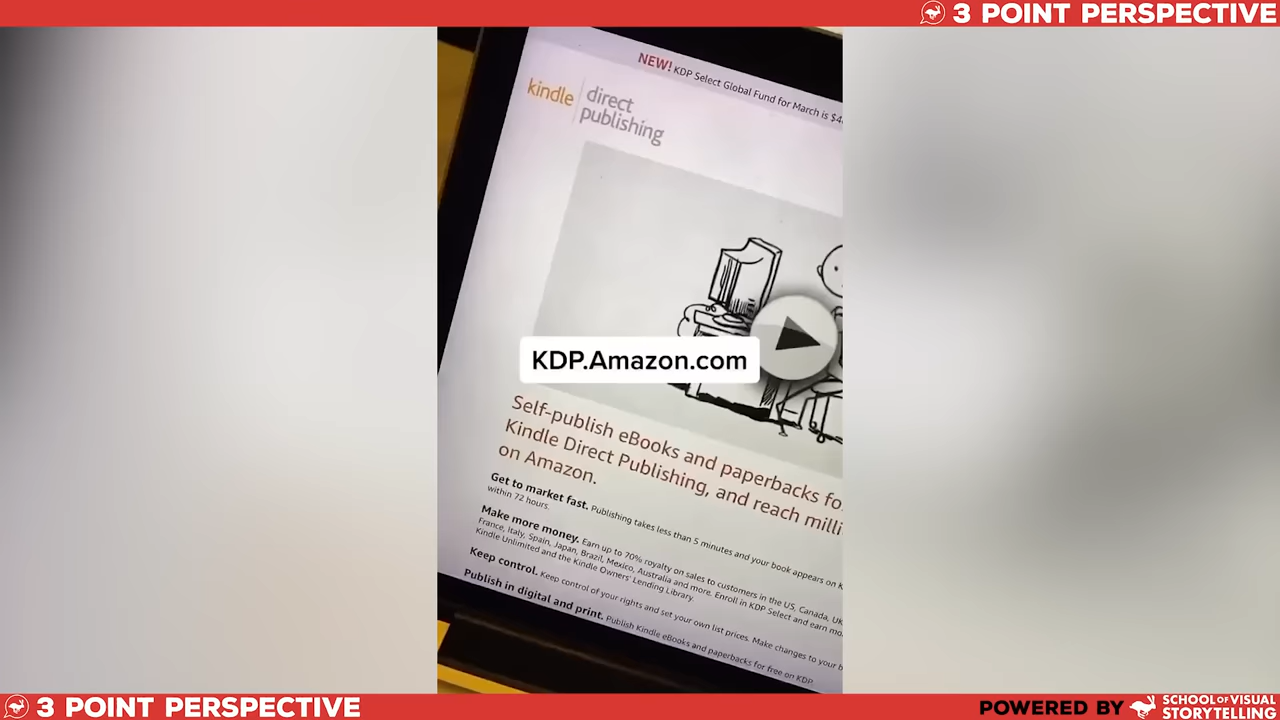 3 POINT PERSPECTIVE
NEW! KDP Select Global Fund for March is
kindle direct
publishing
KDP.Amazon.com
Self-publish eBooks and paperbacks
Kindle Direct Publishing, and reach
on Amazon.
Get to market fast. Publishing takes less than 5 minutes and your book appears on
within 72 hours.
Make more money. Earn up to 70% royalty on sales to customers in the US, Canada,
France, Italy, Spain, Japan, Brazil, Mexico, Australia and more. Enroll in KDP Select and earn
Kindle Unlimited and the Kindle Owners' Lending Library.
Keep control. Keep control of your rights and set your own list prices. Make changes to your
Publish in digital and print. Publish Kindle eBooks and paperbacks for free on KDP.
3 POINT PERSPECTIVE
POWERED BY
SCHOOL of VISUAL
STORYTELLING